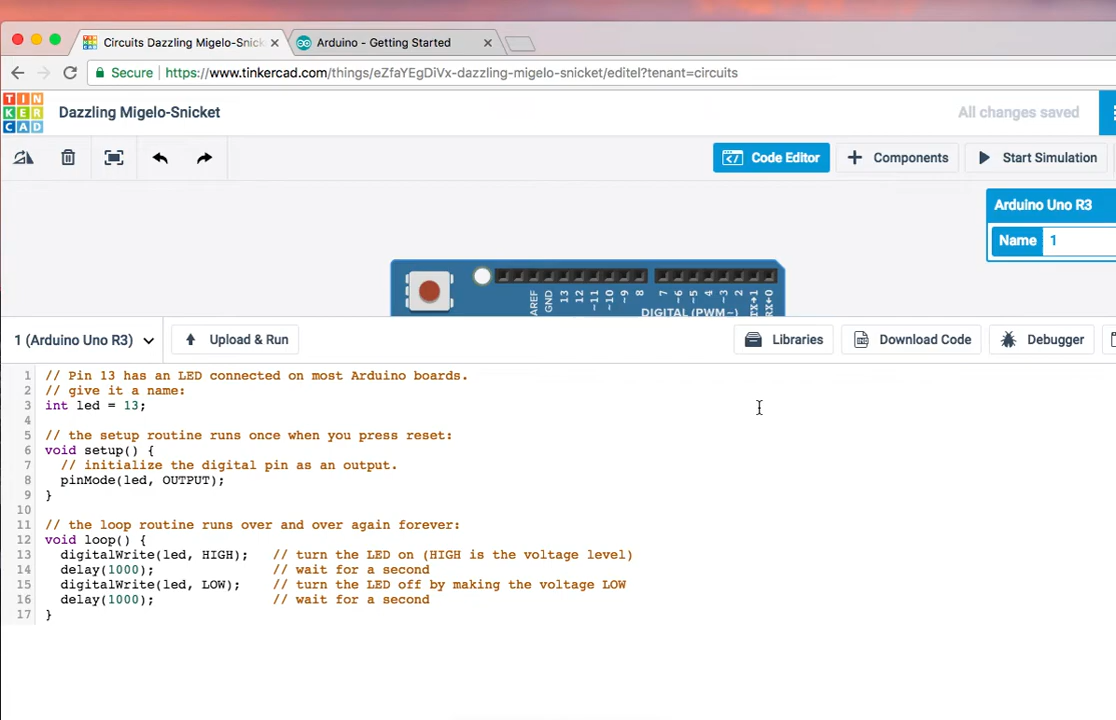 Circuits Dazzling Migelo-Snick
Arduino - Getting Started
Secure https://www.tinkercad.com/things/eZfaYEgDiVx-dazzling-migelo-snicket/editel?tenant=circuits
TIN
KER
CAD
Dazzling Migelo-Snicket
All changes saved
Code Editor
Components
Start Simulation
Arduino Uno R3
Name 1
AREF
GND
13
12
~11
~10
~9
8
7
~6
~5
4
~3
2
TX→1
RX←0
DIGITAL (PWM~)
1 (Arduino Uno R3)
Upload & Run
Libraries
Download Code
Debugger
1 // Pin 13 has an LED connected on most Arduino boards.
2 // give it a name:
3 int led = 13;
4
5 // the setup routine runs once when you press reset:
6 void setup() {
7 // initialize the digital pin as an output.
8 pinMode(led, OUTPUT);
9 }
10
11 // the loop routine runs over and over again forever:
12 void loop() {
13 digitalWrite(led, HIGH); // turn the LED on (HIGH is the voltage level)
14 delay(1000); // wait for a second
15 digitalWrite(led, LOW); // turn the LED off by making the voltage LOW
16 delay(1000); // wait for a second
17 }